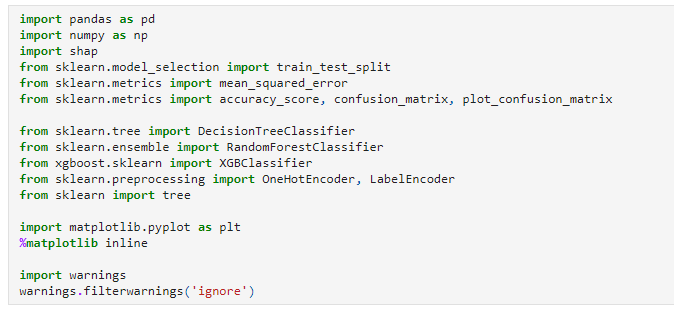 import pandas as pd
import numpy as np
import shap
from sklearn.model_selection import train_test_split
from sklearn.metrics import mean_squared_error
from sklearn.metrics import accuracy_score, confusion_matrix, plot_confusion_matrix
from sklearn.tree import DecisionTreeClassifier
from sklearn.ensemble import RandomForestClassifier
from xgboost.sklearn import XGBClassifier
from sklearn.preprocessing import OneHotEncoder, LabelEncoder
from sklearn import tree
import matplotlib.pyplot as plt
%matplotlib inline
import warnings
warnings.filterwarnings('ignore')